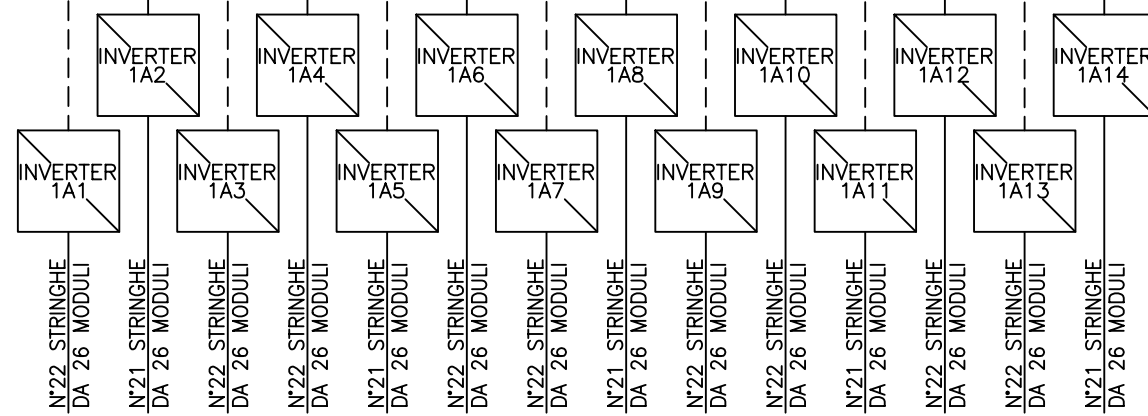 INVERTER
1A2
INVERTER
1A4
INVERTER
1A6
INVERTER
1A8
INVERTER
1A10
INVERTER
1A12
INVERTER
1A14
INVERTER
1A1
INVERTER
1A3
INVERTER
1A5
INVERTER
1A7
INVERTER
1A9
INVERTER
1A11
INVERTER
1A13
N°22 STRINGHE
DA 26 MODULI
N°21 STRINGHE
DA 26 MODULI
N°22 STRINGHE
DA 26 MODULI
N°22 STRINGHE
DA 26 MODULI
N°21 STRINGHE
DA 26 MODULI
N°22 STRINGHE
DA 26 MODULI
N°22 STRINGHE
DA 26 MODULI
N°21 STRINGHE
DA 26 MODULI
N°22 STRINGHE
DA 26 MODULI
N°22 STRINGHE
DA 26 MODULI
N°21 STRINGHE
DA 26 MODULI
N°22 STRINGHE
DA 26 MODULI
N°22 STRINGHE
DA 26 MODULI
N°21 STRINGHE
DA 26 MODULI